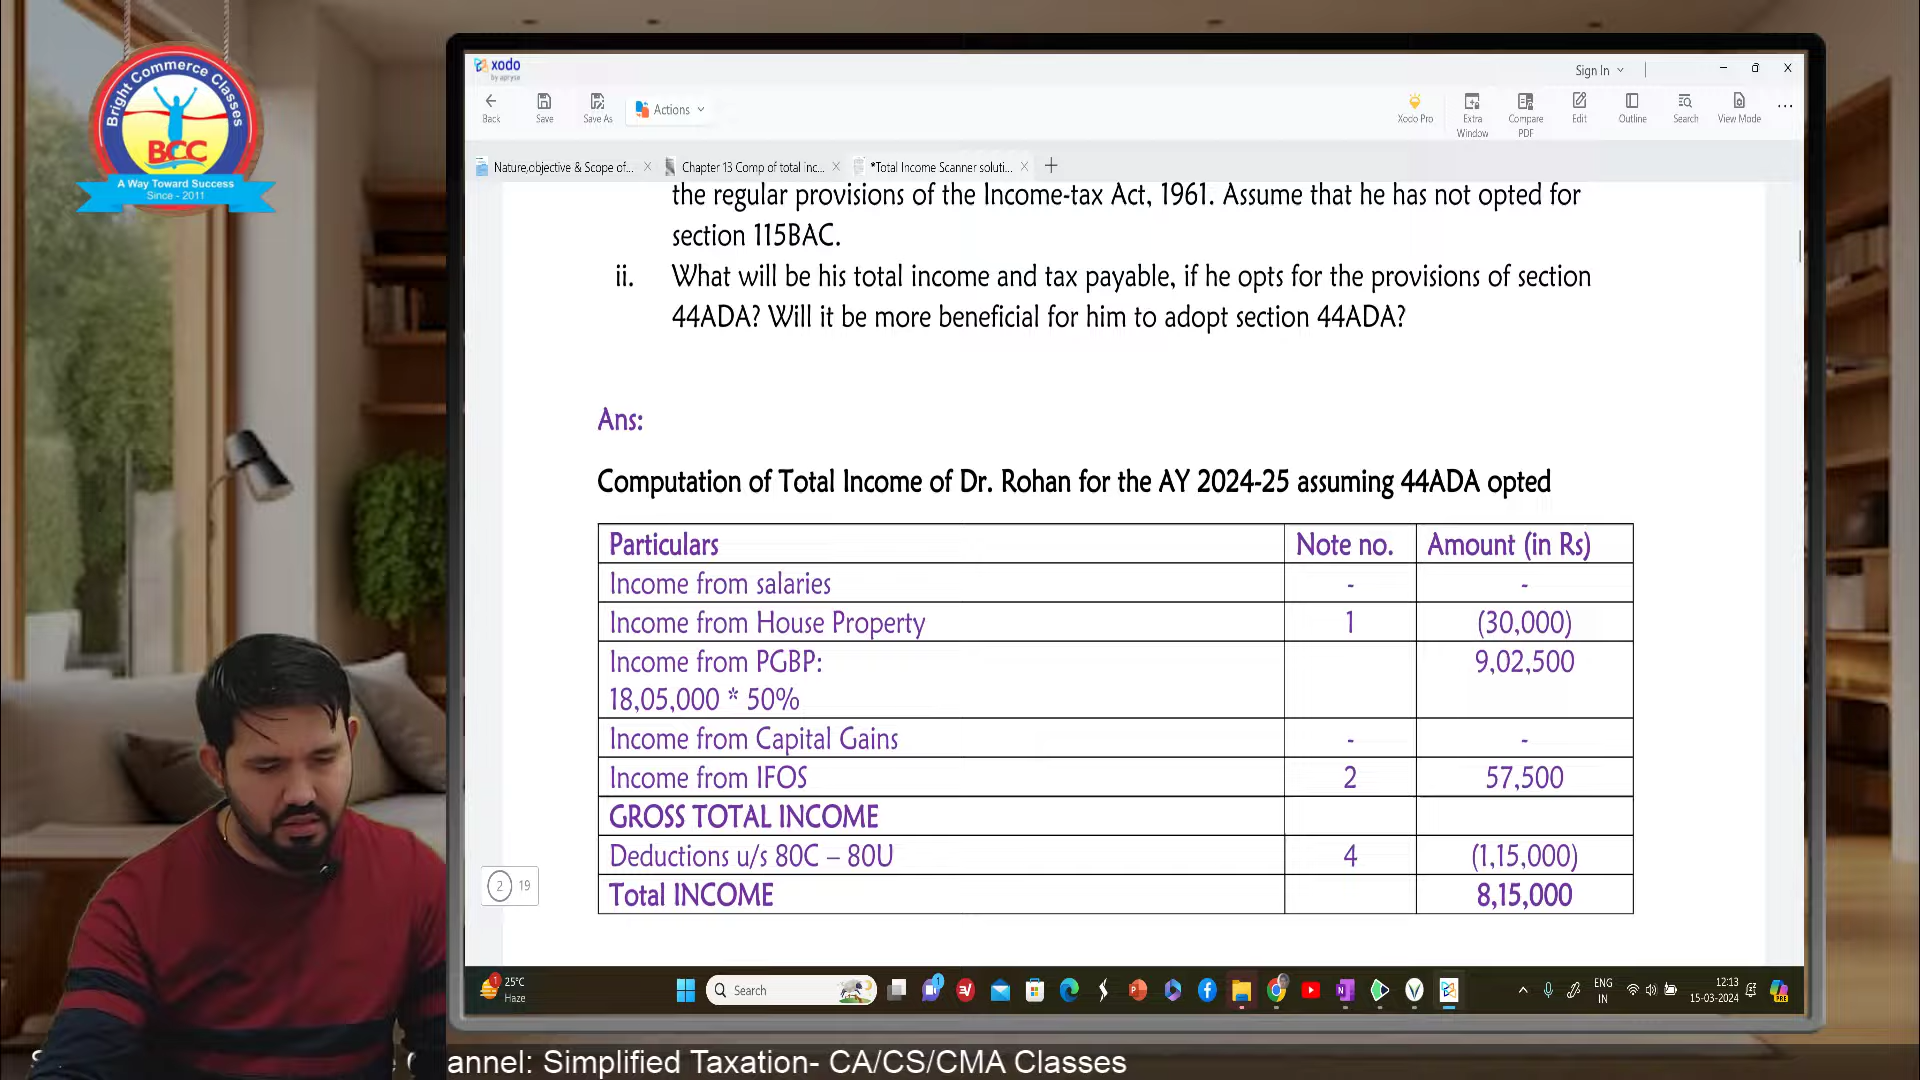 Bright Commerce Classes
BCC
A Way Toward Success
Since - 2011
xodo
by apryse
Sign In
Back
Save
Save As
Actions
Xodo Pro
Extra Window
Compare PDF
Edit
Outline
Search
View Mode
Nature,objective & Scope of...
Chapter 13 Comp of total inc...
*Total Income Scanner soluti...
the regular provisions of the Income-tax Act, 1961. Assume that he has not opted for
section 115BAC.
ii. What will be his total income and tax payable, if he opts for the provisions of section
44ADA? Will it be more beneficial for him to adopt section 44ADA?
Ans:
Computation of Total Income of Dr. Rohan for the AY 2024-25 assuming 44ADA opted
Particulars Note no. Amount (in Rs)
Income from salaries - -
Income from House Property 1 (30,000)
Income from PGBP: 9,02,500
18,05,000 * 50%
Income from Capital Gains - -
Income from IFOS 2 57,500
GROSS TOTAL INCOME
Deductions u/s 80C – 80U 4 (1,15,000)
Total INCOME 8,15,000
2 19
25°C
Haze
Search
ENG
IN
12:13
15-03-2024
annel: Simplified Taxation- CA/CS/CMA Classes